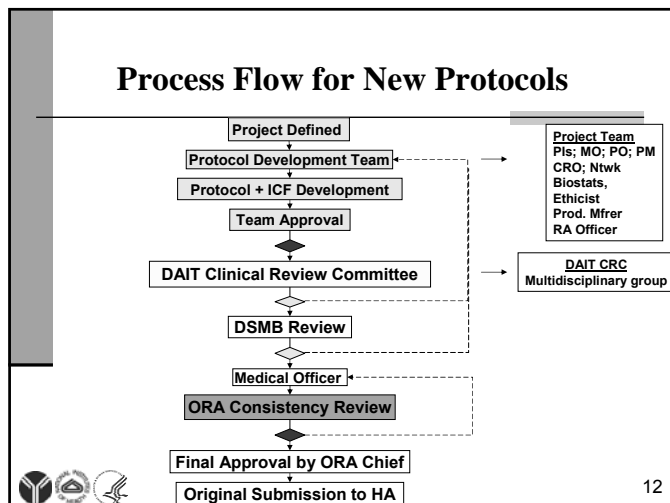 Process Flow for New Protocols
Project Defined
Protocol Development Team
Protocol + ICF Development
Team Approval
DAIT Clinical Review Committee
DSMB Review
Medical Officer
ORA Consistency Review
Final Approval by ORA Chief
Original Submission to HA
Project Team
PIs; MO; PO; PM
CRO; Ntwk
Biostats,
Ethicist
Prod. Mfrer
RA Officer
DAIT CRC
Multidisciplinary group
12